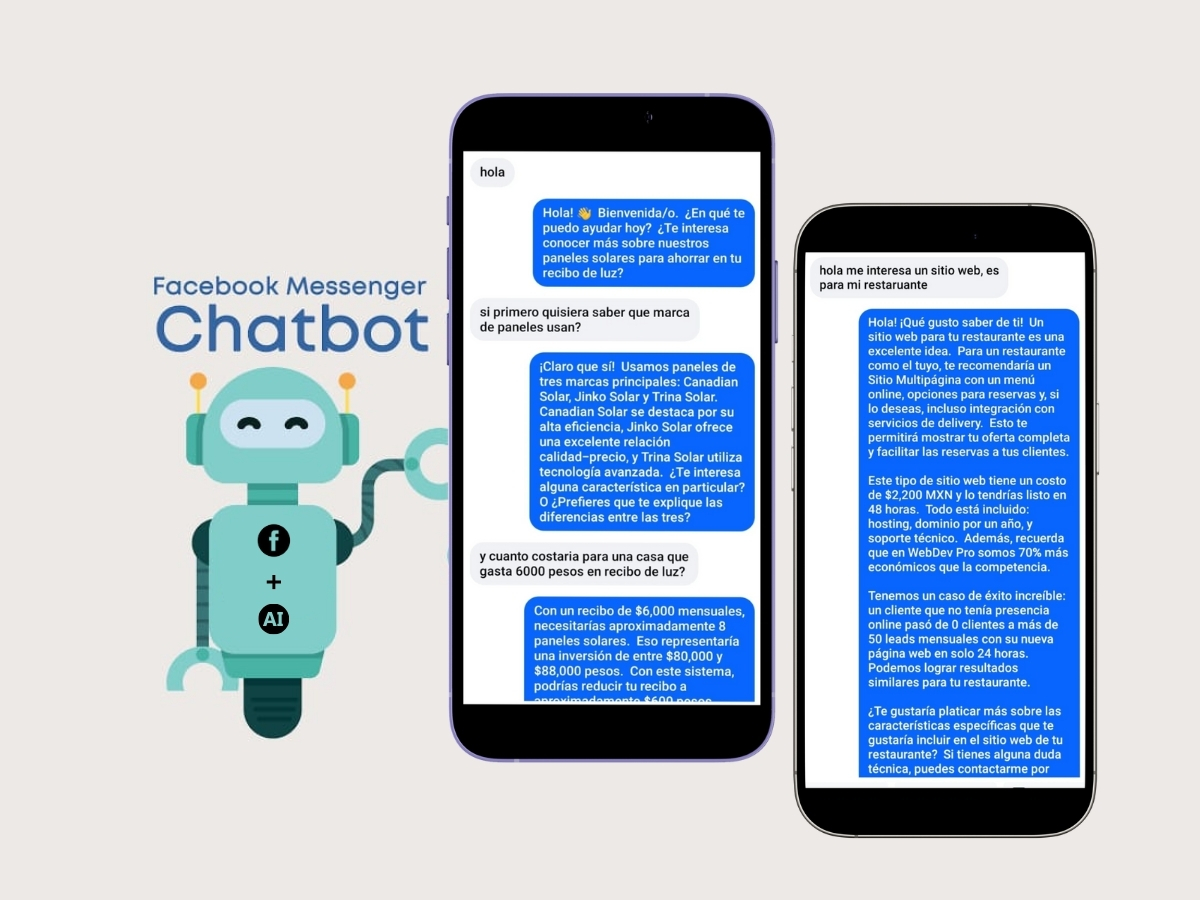 Facebook Messenger
Chatbot
f
+
AI
hola
Hola! 👋 Bienvenida/o. ¿En qué te
puedo ayudar hoy? ¿Te interesa
conocer más sobre nuestros
paneles solares para ahorrar en tu
recibo de luz?
si primero quisiera saber que marca
de paneles usan?
¡Claro que sí! Usamos paneles de
tres marcas principales: Canadian
Solar, Jinko Solar y Trina Solar.
Canadian Solar se destaca por su
alta eficiencia, Jinko Solar ofrece
una excelente relación
calidad-precio, y Trina Solar utiliza
tecnología avanzada. ¿Te interesa
alguna característica en particular?
O ¿Prefieres que te explique las
diferencias entre las tres?
y cuanto costaria para una casa que
gasta 6000 pesos en recibo de luz?
Con un recibo de $6,000 mensuales,
necesitarías aproximadamente 8
paneles solares. Eso representaría
una inversión de entre $80,000 y
$88,000 pesos. Con este sistema,
podrías reducir tu recibo a
aproximadamente $600 pesos
hola me interesa un sitio web, es
para mi restaruante
Hola! ¡Qué gusto saber de ti! Un
sitio web para tu restaurante es una
excelente idea. Para un restaurante
como el tuyo, te recomendaría un
Sitio Multipágina con un menú
online, opciones para reservas y, si
lo deseas, incluso integración con
servicios de delivery. Esto te
permitirá mostrar tu oferta completa
y facilitar las reservas a tus clientes.
Este tipo de sitio web tiene un costo
de $2,200 MXN y lo tendrías listo en
48 horas. Todo está incluido:
hosting, dominio por un año, y
soporte técnico. Además, recuerda
que en WebDev Pro somos 70% más
económicos que la competencia.
Tenemos un caso de éxito increíble:
un cliente que no tenía presencia
online pasó de 0 clientes a más de
50 leads mensuales con su nueva
página web en solo 24 horas.
Podemos lograr resultados
similares para tu restaurante.
¿Te gustaría platicar más sobre las
características específicas que te
gustaría incluir en el sitio web de tu
restaurante? Si tienes alguna duda
técnica, puedes contactarme por